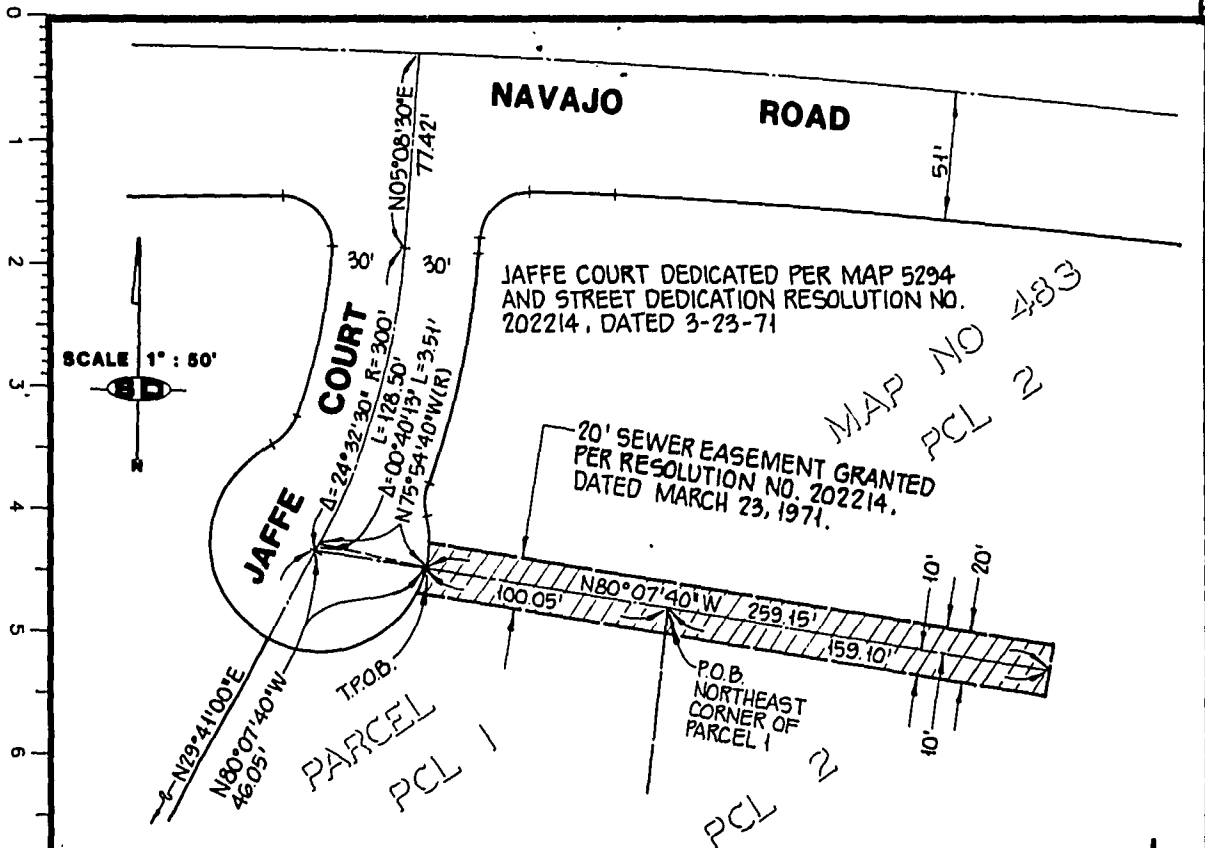 0
1
2
3
4
5
6
NAVAJO ROAD
N05°08'30"E
77.42'
51'
30'
30'
JAFFE COURT DEDICATED PER MAP 5294
AND STREET DEDICATION RESOLUTION NO.
202214, DATED 3-23-71
MAP NO 483
PCL 2
SCALE 1" : 50'
SD
JAFFE COURT
Δ=24°32'30" R=300'
L=128.50'
Δ=00°40'13" L=3.51'
N75°54'40"W(R)
20' SEWER EASEMENT GRANTED
PER RESOLUTION NO. 202214,
DATED MARCH 23, 1971.
10'
20'
N80°07'40"W 259.15'
100.05'
159.10'
10'
T.P.O.B.
P.O.B.
NORTHEAST
CORNER OF
PARCEL 1
N29°41'00"E
N80°07'40"W
46.05'
PARCEL
PCL 1
PCL 2